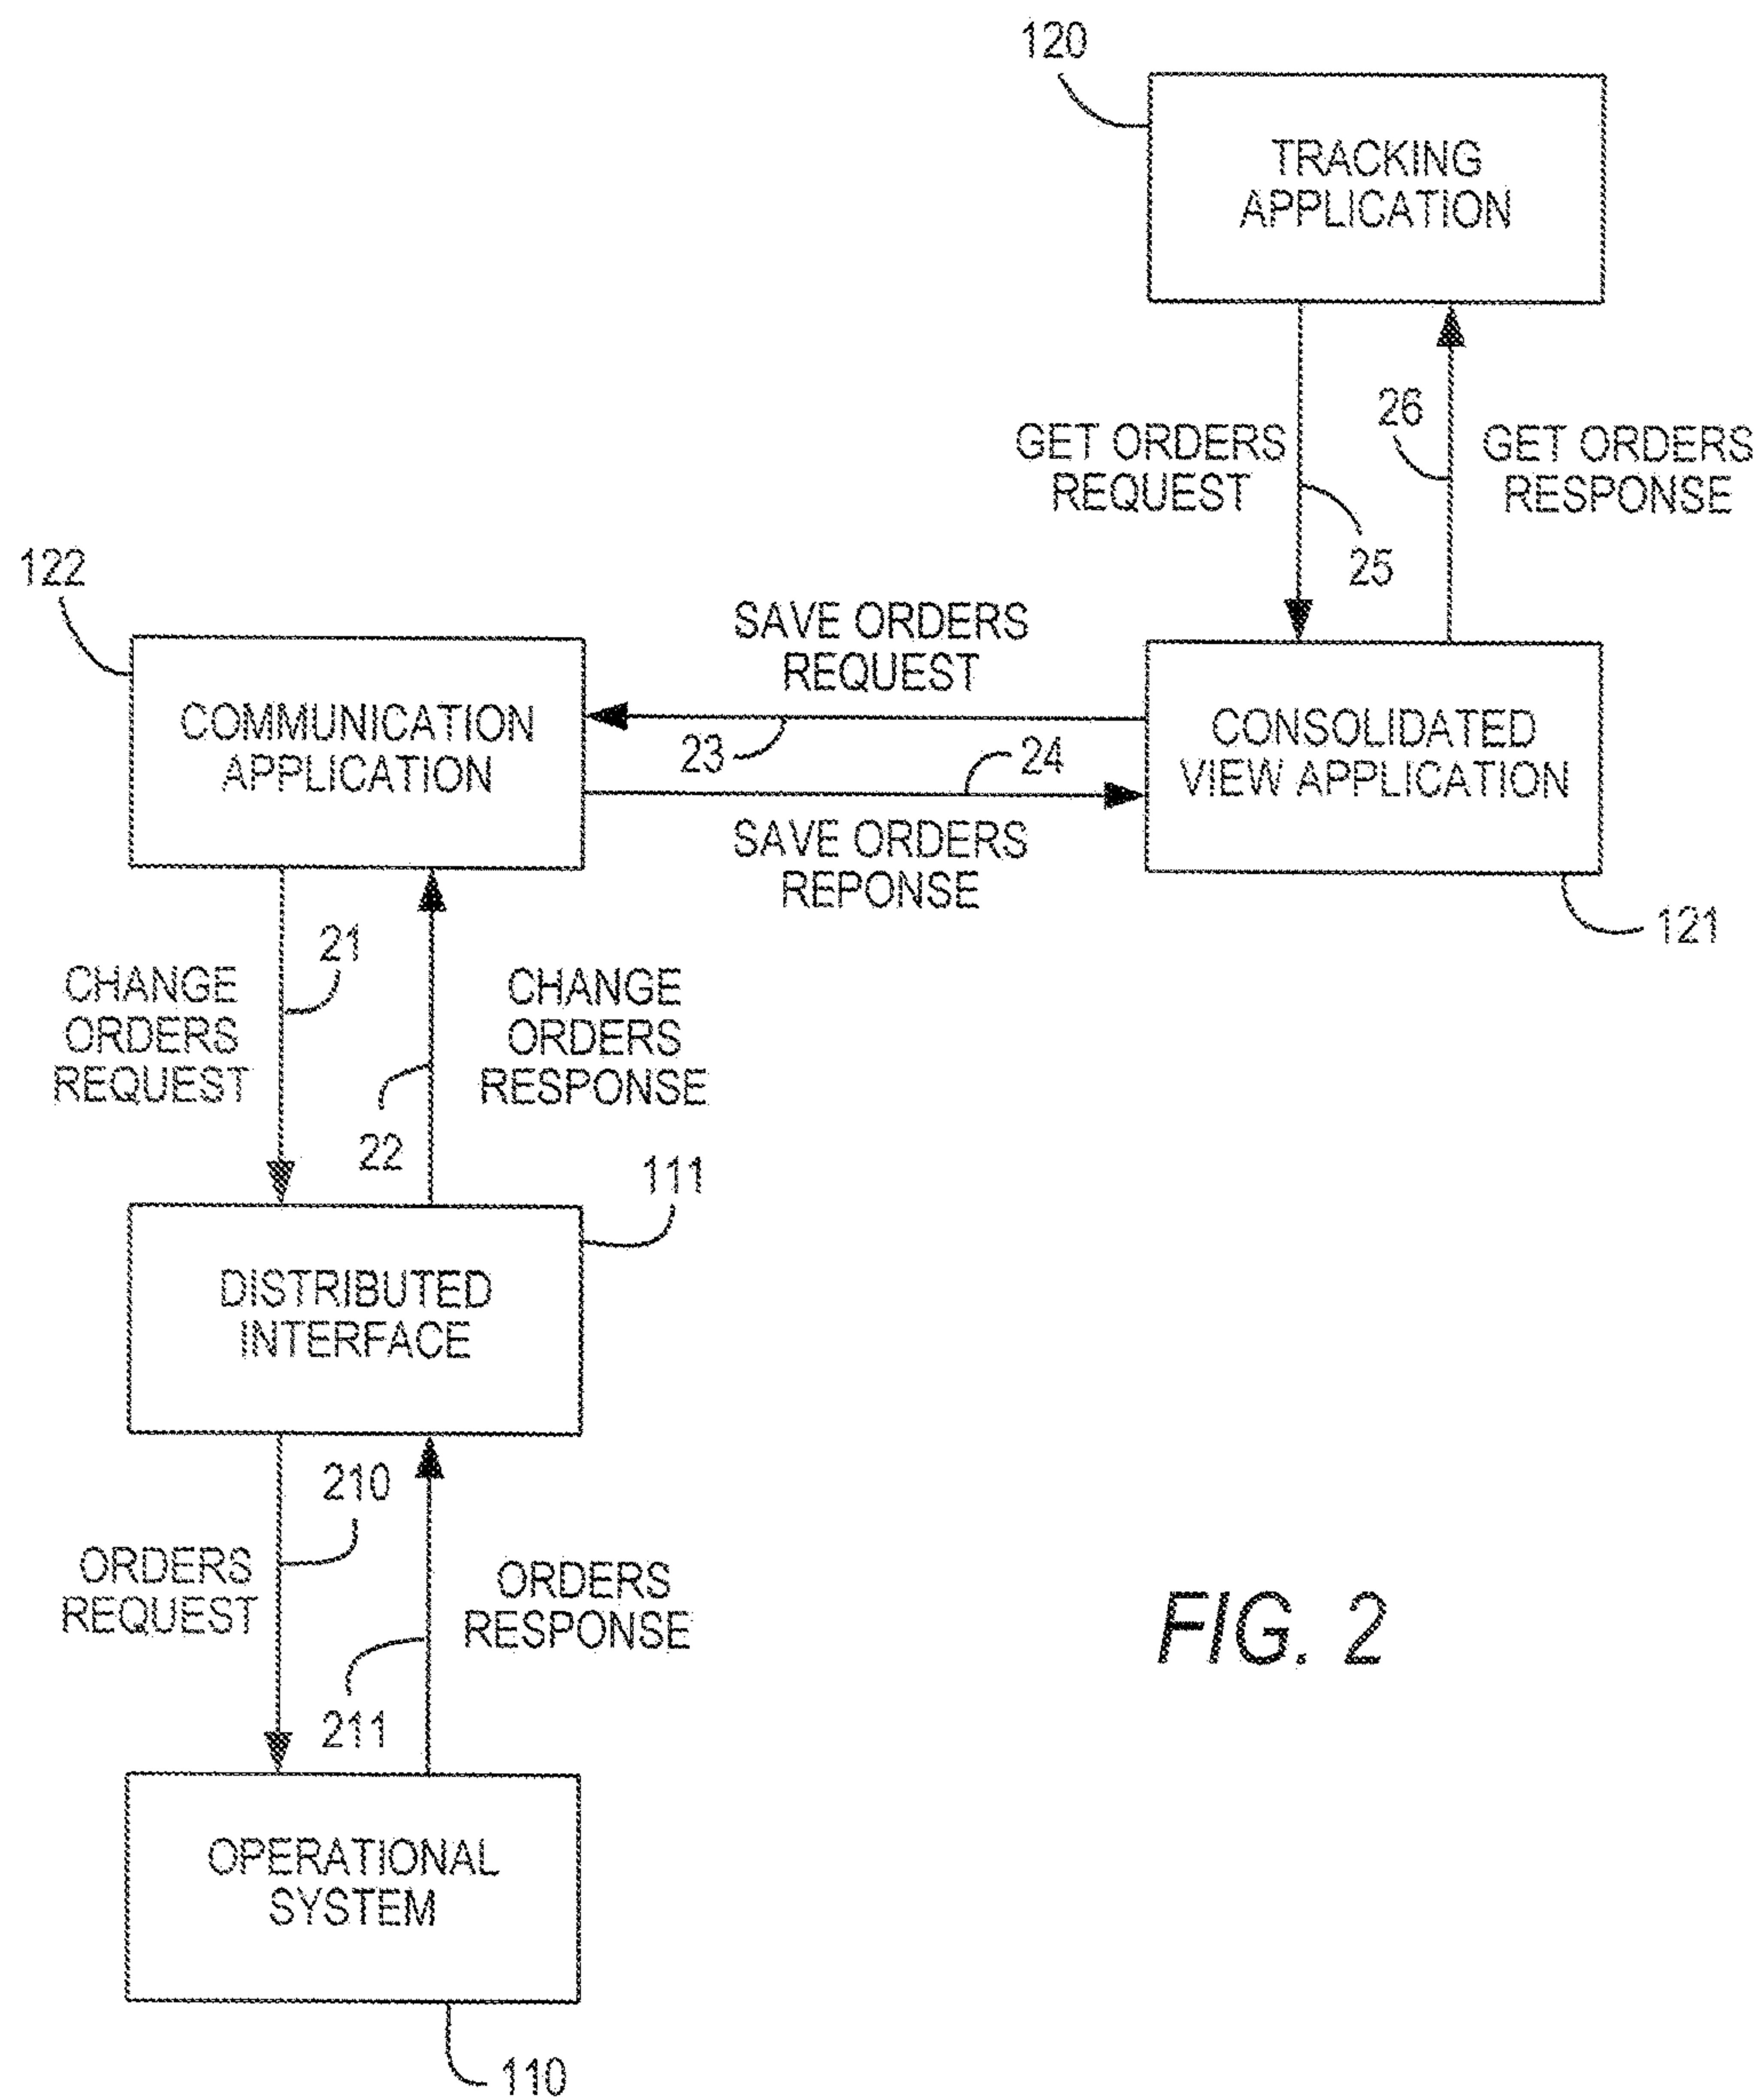 120
TRACKING
APPLICATION
26
GET ORDERS
REQUEST
GET ORDERS
RESPONSE
25
122
SAVE ORDERS
REQUEST
COMMUNICATION
APPLICATION
23
24
CONSOLIDATED
VIEW APPLICATION
SAVE ORDERS
REPONSE
121
21
CHANGE
ORDERS
REQUEST
CHANGE
ORDERS
RESPONSE
22
111
DISTRIBUTED
INTERFACE
210
ORDERS
REQUEST
ORDERS
RESPONSE
211
FIG. 2
OPERATIONAL
SYSTEM
110